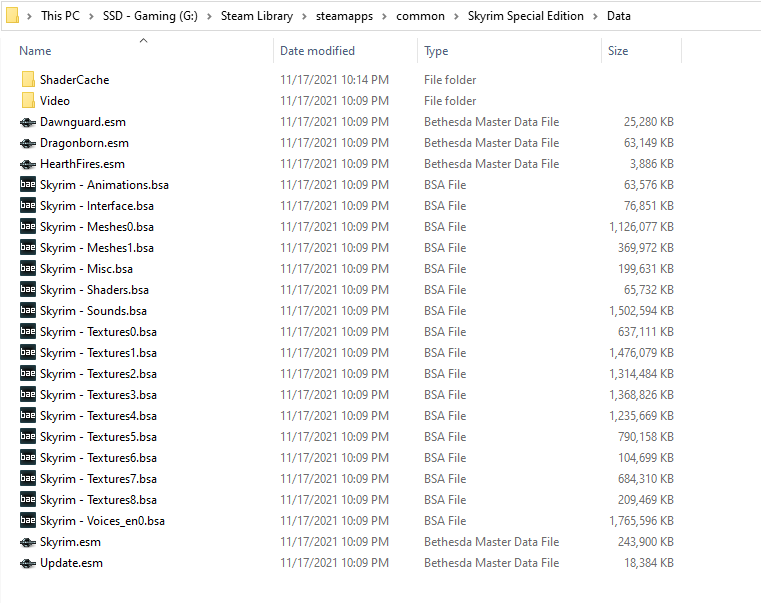 This PC > SSD - Gaming (G:) > Steam Library > steamapps > common > Skyrim Special Edition > Data
Name Date modified Type Size
ShaderCache 11/17/2021 10:14 PM File folder
Video 11/17/2021 10:09 PM File folder
Dawnguard.esm 11/17/2021 10:09 PM Bethesda Master Data File 25,280 KB
Dragonborn.esm 11/17/2021 10:09 PM Bethesda Master Data File 63,149 KB
HearthFires.esm 11/17/2021 10:09 PM Bethesda Master Data File 3,886 KB
bae Skyrim - Animations.bsa 11/17/2021 10:09 PM BSA File 63,576 KB
bae Skyrim - Interface.bsa 11/17/2021 10:09 PM BSA File 76,851 KB
bae Skyrim - Meshes0.bsa 11/17/2021 10:09 PM BSA File 1,126,077 KB
bae Skyrim - Meshes1.bsa 11/17/2021 10:09 PM BSA File 369,972 KB
bae Skyrim - Misc.bsa 11/17/2021 10:09 PM BSA File 199,631 KB
bae Skyrim - Shaders.bsa 11/17/2021 10:09 PM BSA File 65,732 KB
bae Skyrim - Sounds.bsa 11/17/2021 10:09 PM BSA File 1,502,594 KB
bae Skyrim - Textures0.bsa 11/17/2021 10:09 PM BSA File 637,111 KB
bae Skyrim - Textures1.bsa 11/17/2021 10:09 PM BSA File 1,476,079 KB
bae Skyrim - Textures2.bsa 11/17/2021 10:09 PM BSA File 1,314,484 KB
bae Skyrim - Textures3.bsa 11/17/2021 10:09 PM BSA File 1,368,826 KB
bae Skyrim - Textures4.bsa 11/17/2021 10:09 PM BSA File 1,235,669 KB
bae Skyrim - Textures5.bsa 11/17/2021 10:09 PM BSA File 790,158 KB
bae Skyrim - Textures6.bsa 11/17/2021 10:09 PM BSA File 104,699 KB
bae Skyrim - Textures7.bsa 11/17/2021 10:09 PM BSA File 684,310 KB
bae Skyrim - Textures8.bsa 11/17/2021 10:09 PM BSA File 209,469 KB
bae Skyrim - Voices_en0.bsa 11/17/2021 10:09 PM BSA File 1,765,596 KB
Skyrim.esm 11/17/2021 10:09 PM Bethesda Master Data File 243,900 KB
Update.esm 11/17/2021 10:09 PM Bethesda Master Data File 18,384 KB